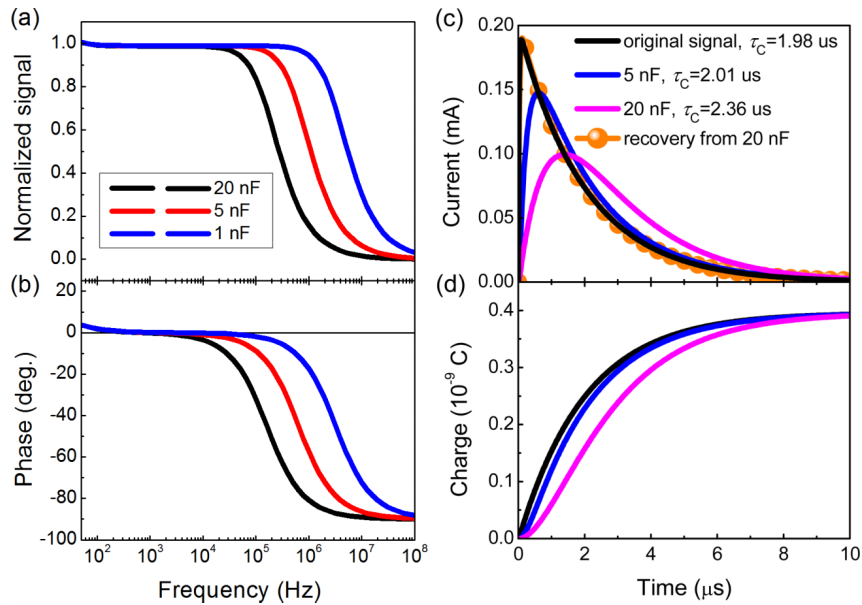 (a)
Normalized signal
1.0
0.8
0.6
0.4
0.2
0.0
20 nF
5 nF
1 nF
(b)
Phase (deg.)
20
0
-20
-40
-60
-80
-100
10² 10³ 10⁴ 10⁵ 10⁶ 10⁷ 10⁸
Frequency (Hz)
(c)
Current (mA)
0.20
0.15
0.10
0.05
0.00
original signal, τC=1.98 us
5 nF, τC=2.01 us
20 nF, τC=2.36 us
recovery from 20 nF
(d)
Charge (10⁻⁹ C)
0.4
0.3
0.2
0.1
0.0
0 2 4 6 8 10
Time (μs)